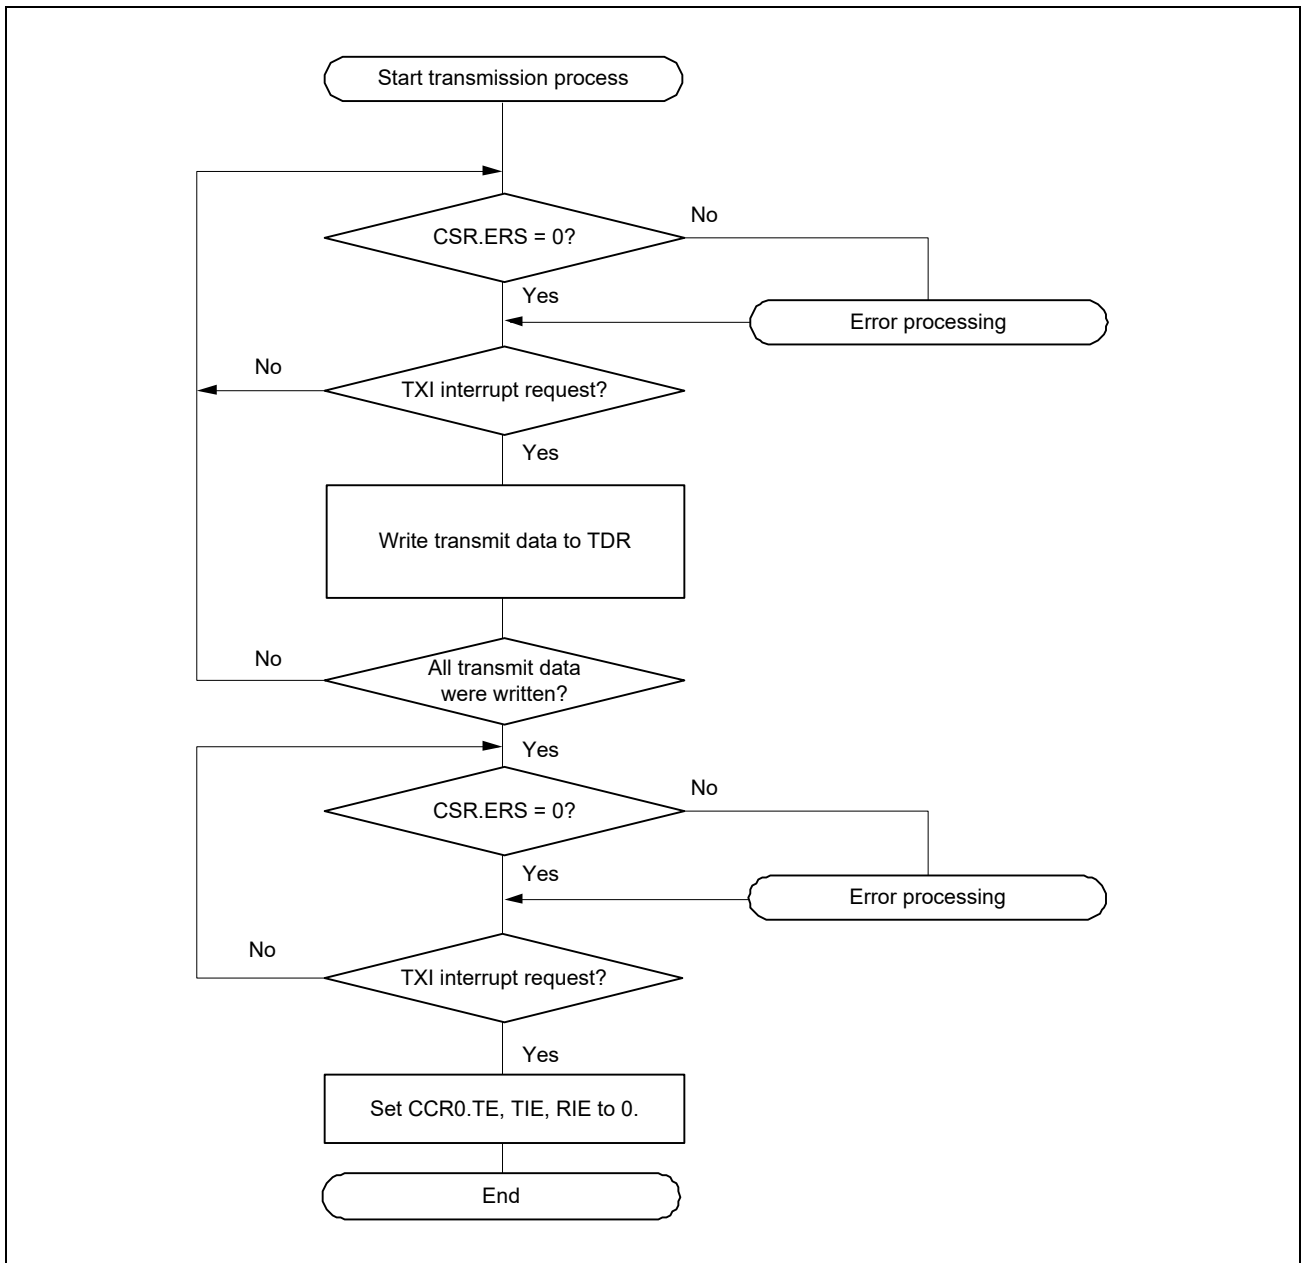 Start transmission process
No
CSR.ERS = 0?
Yes
Error processing
No
TXI interrupt request?
Yes
Write transmit data to TDR
No
All transmit data
were written?
Yes
No
CSR.ERS = 0?
Yes
Error processing
No
TXI interrupt request?
Yes
Set CCR0.TE, TIE, RIE to 0.
End